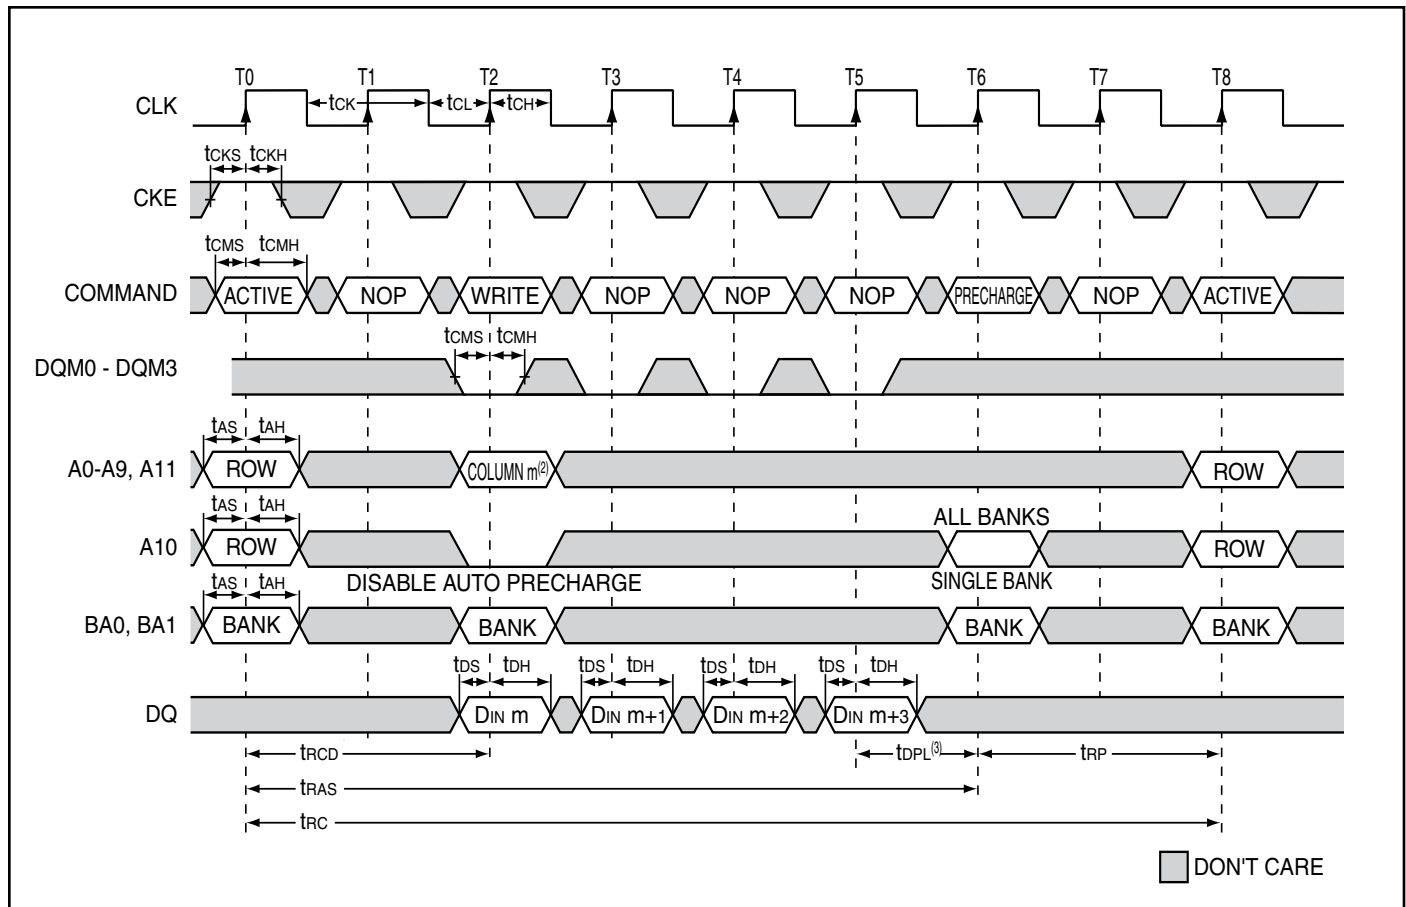 T0 T1 T2 T3 T4 T5 T6 T7 T8
CLK tCK tCL tCH
tCKS tCKH
CKE
tCMS tCMH
COMMAND ACTIVE NOP WRITE NOP NOP NOP PRECHARGE NOP ACTIVE
tCMS tCMH
DQM0 - DQM3
tAS tAH
A0-A9, A11 ROW COLUMN m(2) ROW
tAS tAH ALL BANKS
A10 ROW ROW
tAS tAH DISABLE AUTO PRECHARGE SINGLE BANK
BA0, BA1 BANK BANK BANK BANK
tDS tDH tDS tDH tDS tDH tDS tDH
DQ DIN m DIN m+1 DIN m+2 DIN m+3
tRCD tDPL(3) tRP
tRAS
tRC
DON'T CARE